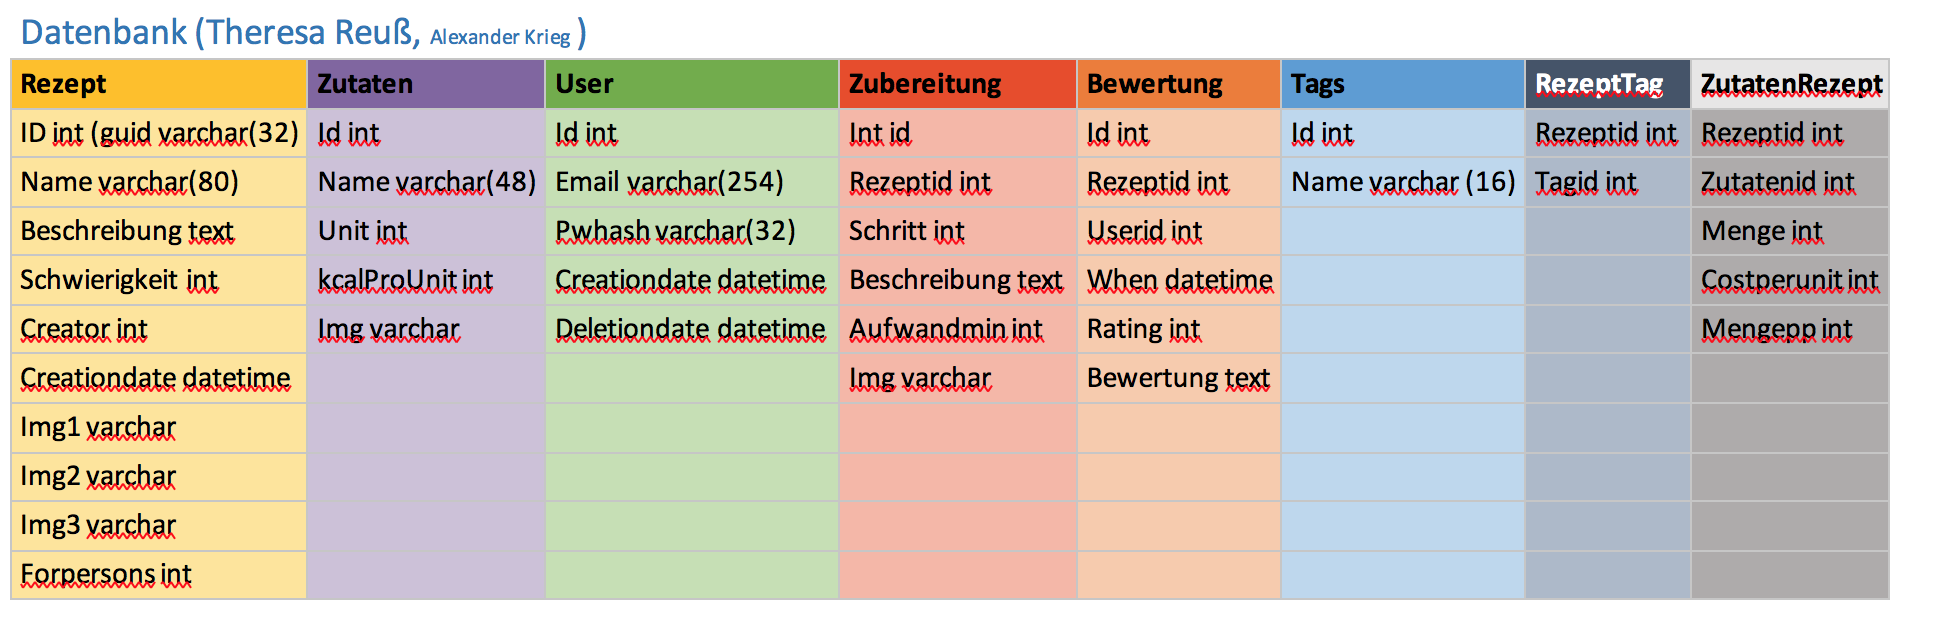 Datenbank (Theresa Reuß, Alexander Krieg )
Rezept Zutaten User Zubereitung Bewertung Tags RezeptTag ZutatenRezept
ID int (guid varchar(32) Id int Id int Int id Id int Id int Rezeptid int Rezeptid int
Name varchar(80) Name varchar(48) Email varchar(254) Rezeptid int Rezeptid int Name varchar (16) Tagid int Zutatenid int
Beschreibung text Unit int Pwhash varchar(32) Schritt int Userid int Menge int
Schwierigkeit int kcalProUnit int Creationdate datetime Beschreibung text When datetime Costperunit int
Creator int Img varchar Deletiondate datetime Aufwandmin int Rating int Mengepp int
Creationdate datetime Img varchar Bewertung text
Img1 varchar
Img2 varchar
Img3 varchar
Forpersons int